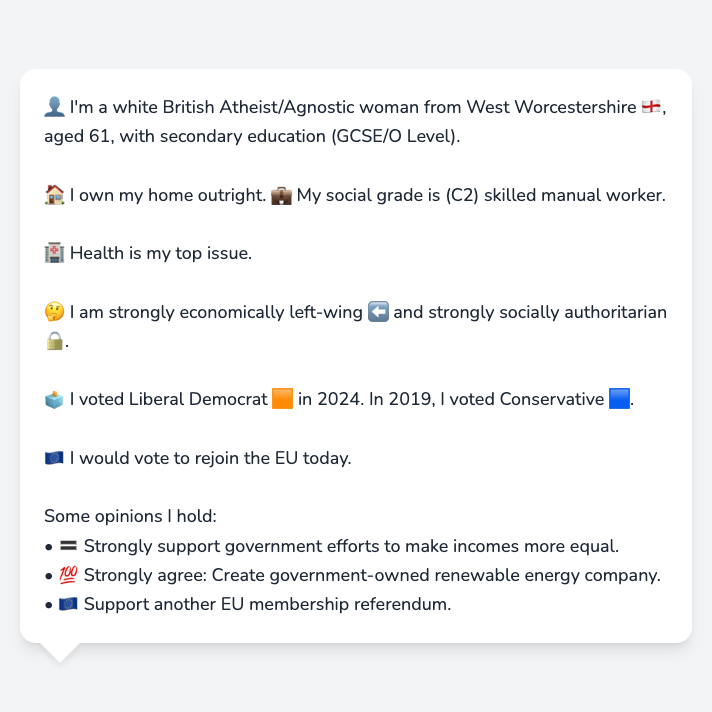 👤 I'm a white British Atheist/Agnostic woman from West Worcestershire 🏴󠁧󠁢󠁥󠁮󠁧󠁿,
aged 61, with secondary education (GCSE/O Level).
🏠 I own my home outright. 💼 My social grade is (C2) skilled manual worker.
🏥 Health is my top issue.
🤔 I am strongly economically left-wing ⬅️ and strongly socially authoritarian
🔒.
🗳️ I voted Liberal Democrat 🟧 in 2024. In 2019, I voted Conservative 🟦.
🇪🇺 I would vote to rejoin the EU today.
Some opinions I hold:
• 🟰 Strongly support government efforts to make incomes more equal.
• 💯 Strongly agree: Create government-owned renewable energy company.
• 🇪🇺 Support another EU membership referendum.